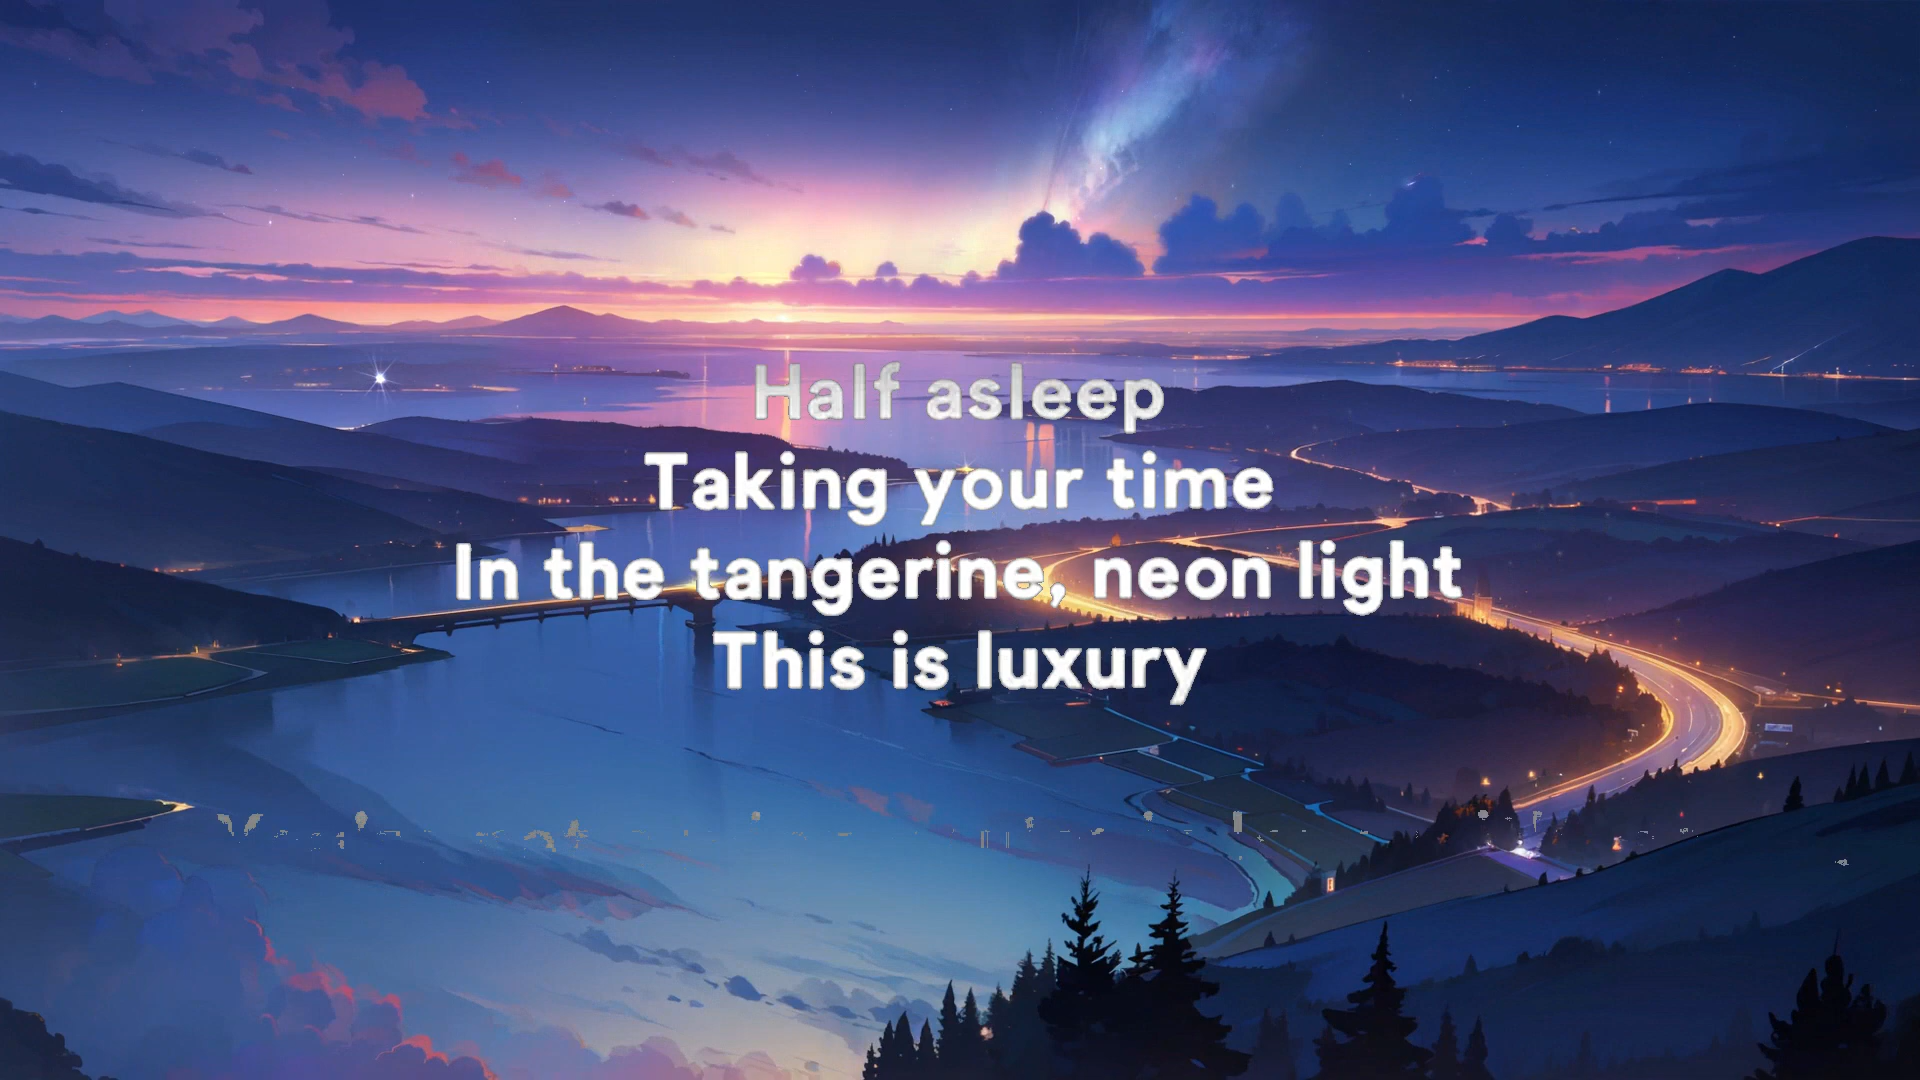 Half asleep
Taking your time
In the tangerine, neon light
This is luxury